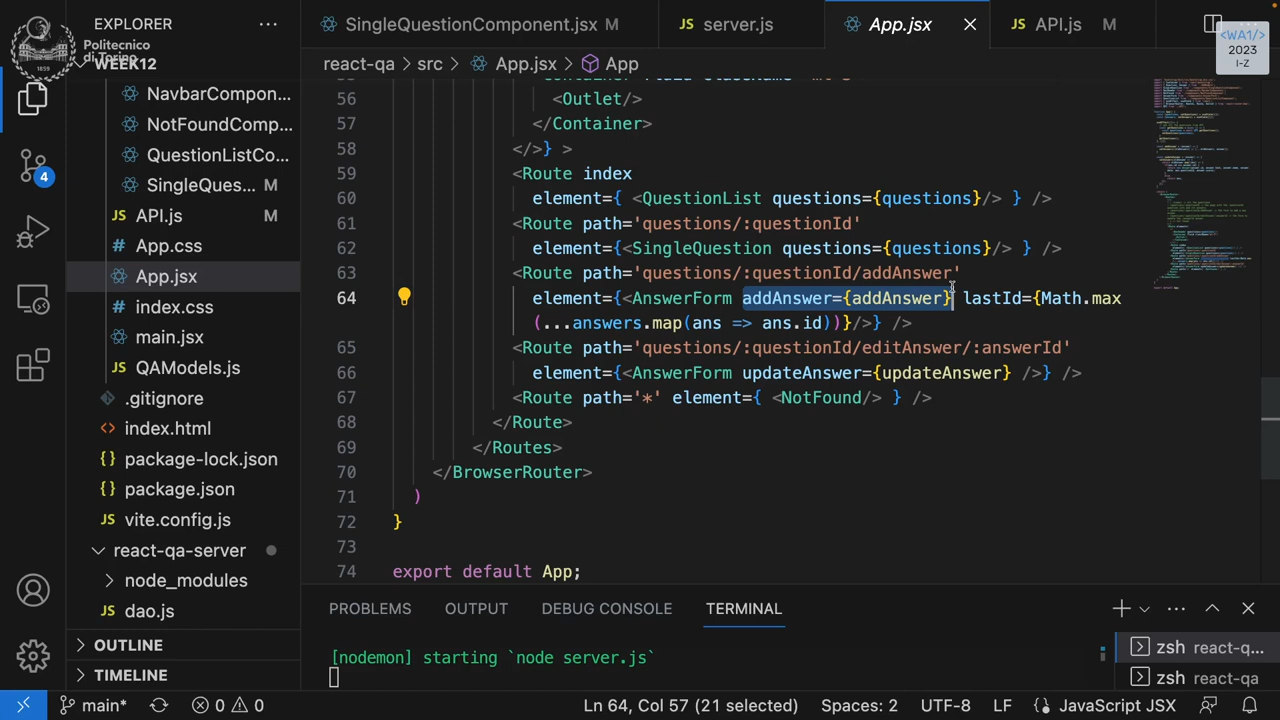 EXPLORER
SingleQuestionComponent.jsx M
server.js
App.jsx
API.js M
<WA1/>
2023
I-Z
Politecnico
di Torino
1859
WEEK12
react-qa > src > App.jsx > App
NavbarCompon...
NotFoundComp...
QuestionListCo...
SingleQues... M
API.js M
App.css
App.jsx
index.css
main.jsx
QAModels.js
.gitignore
index.html
package-lock.json
package.json
vite.config.js
react-qa-server
node_modules
dao.js
OUTLINE
TIMELINE
56 <Outlet/>
57 </Container>
58 </>} >
59 <Route index
60 element={ <QuestionList questions={questions}/> } />
61 <Route path='questions/:questionId'
62 element={<SingleQuestion questions={questions}/> } />
63 <Route path='questions/:questionId/addAnswer'
64 element={<AnswerForm addAnswer={addAnswer} lastId={Math.max
(...answers.map(ans => ans.id))}/>} />
65 <Route path='questions/:questionId/editAnswer/:answerId'
66 element={<AnswerForm updateAnswer={updateAnswer} />} />
67 <Route path='*' element={ <NotFound/> } />
68 </Route>
69 </Routes>
70 </BrowserRouter>
71 )
72 }
73
74 export default App;
PROBLEMS OUTPUT DEBUG CONSOLE TERMINAL
[nodemon] starting `node server.js`
zsh react-q...
zsh react-qa
4
main* 0 0 Ln 64, Col 57 (21 selected) Spaces: 2 UTF-8 LF JavaScript JSX